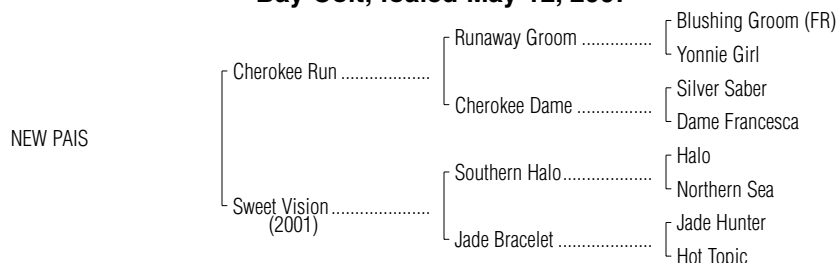 Bay Colt; foaled May 12, 2007
Blushing Groom (FR)
Runaway Groom ................
Yonnie Girl
Cherokee Run .....................
Silver Saber
Cherokee Dame ................
Dame Francesca
NEW PAIS
Halo
Southern Halo.....................
Northern Sea
Sweet Vision.......................
(2001)
Jade Hunter
Jade Bracelet ......................
Hot Topic